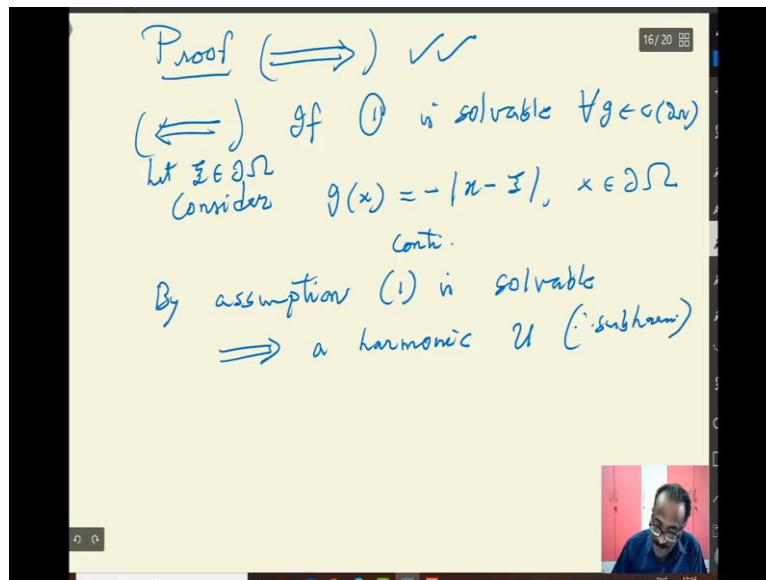 Proof (⟹) ✓✓
16/20
(⟸) If ① is solvable ∀g ∈ C(∂Ω)
Let ξ ∈ ∂Ω
Consider g(x) = -|x - ξ|, x ∈ ∂Ω
conti.
By assumption (1) is solvable
⟹ a harmonic u (∴ subharm)